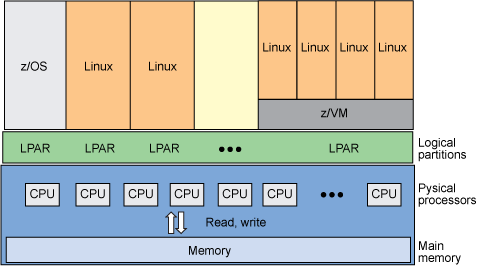 z/OS
Linux
Linux
Linux Linux Linux Linux
z/VM
LPAR LPAR LPAR ●●● LPAR
Logical
partitions
CPU CPU CPU CPU CPU CPU ●●● CPU
Pysical
processors
Read, write
Memory
Main
memory